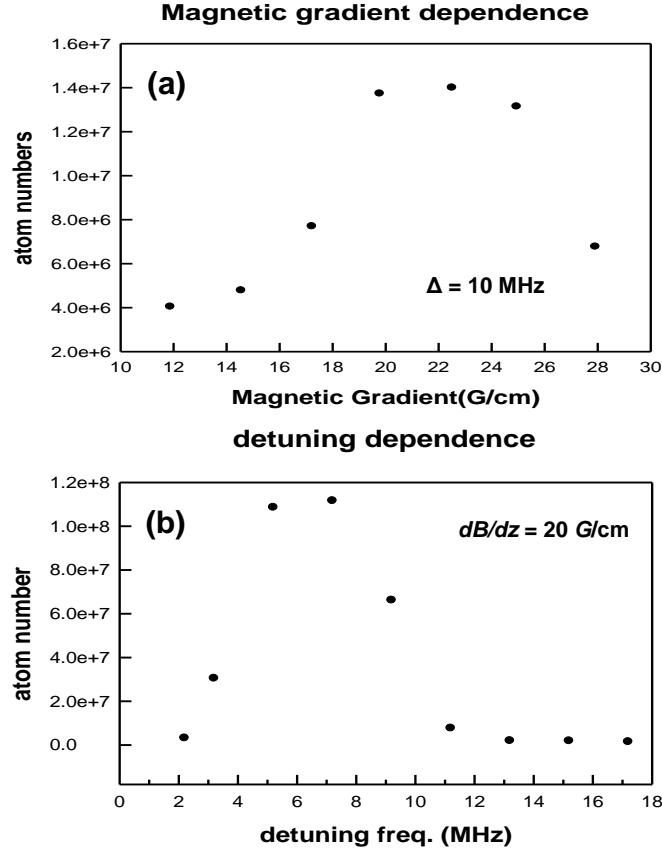 Magnetic gradient dependence
(a)
1.6e+7
1.4e+7
1.2e+7
1.0e+7
8.0e+6
6.0e+6
4.0e+6
2.0e+6
atom numbers
Δ = 10 MHz
10 12 14 16 18 20 22 24 26 28 30
Magnetic Gradient(G/cm)
detuning dependence
(b)
dB/dz = 20 G/cm
1.2e+8
1.0e+8
8.0e+7
6.0e+7
4.0e+7
2.0e+7
0.0
atom number
0 2 4 6 8 10 12 14 16 18
detuning freq. (MHz)